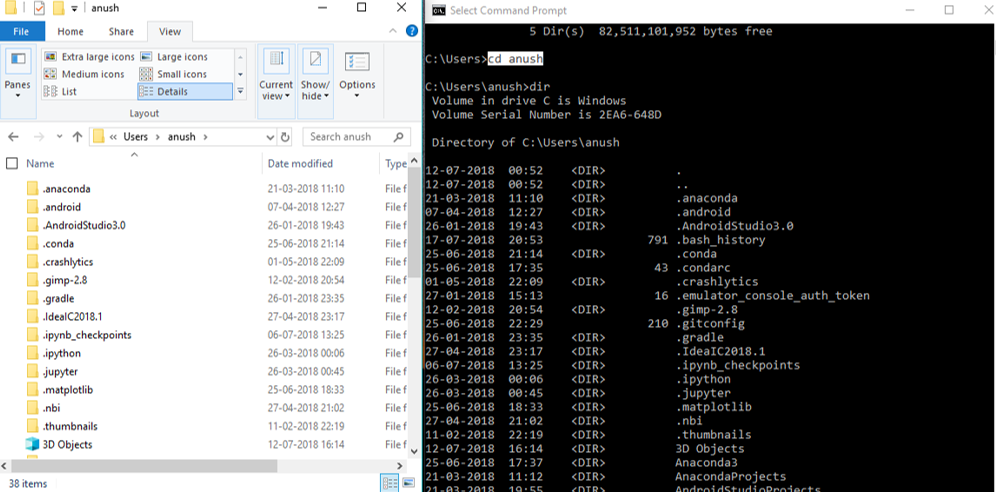 anush
File Home Share View
Panes
Extra large icons Large icons
Medium icons Small icons
List Details
Current view
Show/hide
Options
Layout
« Users › anush ›
Search anush
Name Date modified Type
.anaconda 21-03-2018 11:10 File f
.android 07-04-2018 12:27 File f
.AndroidStudio3.0 26-01-2018 19:43 File f
.conda 25-06-2018 21:14 File f
.crashlytics 01-05-2018 22:09 File f
.gimp-2.8 12-02-2018 20:54 File f
.gradle 26-01-2018 23:35 File f
.IdeaIC2018.1 27-04-2018 23:17 File f
.ipynb_checkpoints 06-07-2018 13:25 File f
.ipython 26-03-2018 00:06 File f
.jupyter 26-03-2018 00:45 File f
.matplotlib 25-06-2018 18:33 File f
.nbi 27-04-2018 21:02 File f
.thumbnails 11-02-2018 22:19 File f
3D Objects 12-07-2018 16:14 File f
38 items
Select Command Prompt
5 Dir(s) 82,511,101,952 bytes free
C:\Users>cd anush
C:\Users\anush>dir
Volume in drive C is Windows
Volume Serial Number is 2EA6-648D
Directory of C:\Users\anush
12-07-2018 00:52 <DIR> .
12-07-2018 00:52 <DIR> ..
21-03-2018 11:10 <DIR> .anaconda
07-04-2018 12:27 <DIR> .android
26-01-2018 19:43 <DIR> .AndroidStudio3.0
17-07-2018 20:53 791 .bash_history
25-06-2018 21:14 <DIR> .conda
25-06-2018 17:35 43 .condarc
01-05-2018 22:09 <DIR> .crashlytics
27-01-2018 15:13 16 .emulator_console_auth_token
12-02-2018 20:54 <DIR> .gimp-2.8
25-06-2018 22:29 210 .gitconfig
26-01-2018 23:35 <DIR> .gradle
27-04-2018 23:17 <DIR> .IdeaIC2018.1
06-07-2018 13:25 <DIR> .ipynb_checkpoints
26-03-2018 00:06 <DIR> .ipython
26-03-2018 00:45 <DIR> .jupyter
25-06-2018 18:33 <DIR> .matplotlib
27-04-2018 21:02 <DIR> .nbi
11-02-2018 22:19 <DIR> .thumbnails
12-07-2018 16:14 <DIR> 3D Objects
25-06-2018 17:37 <DIR> Anaconda3
21-03-2018 11:12 <DIR> AnacondaProjects
21-03-2018 19:55 <DIR> AndroidStudioProjects